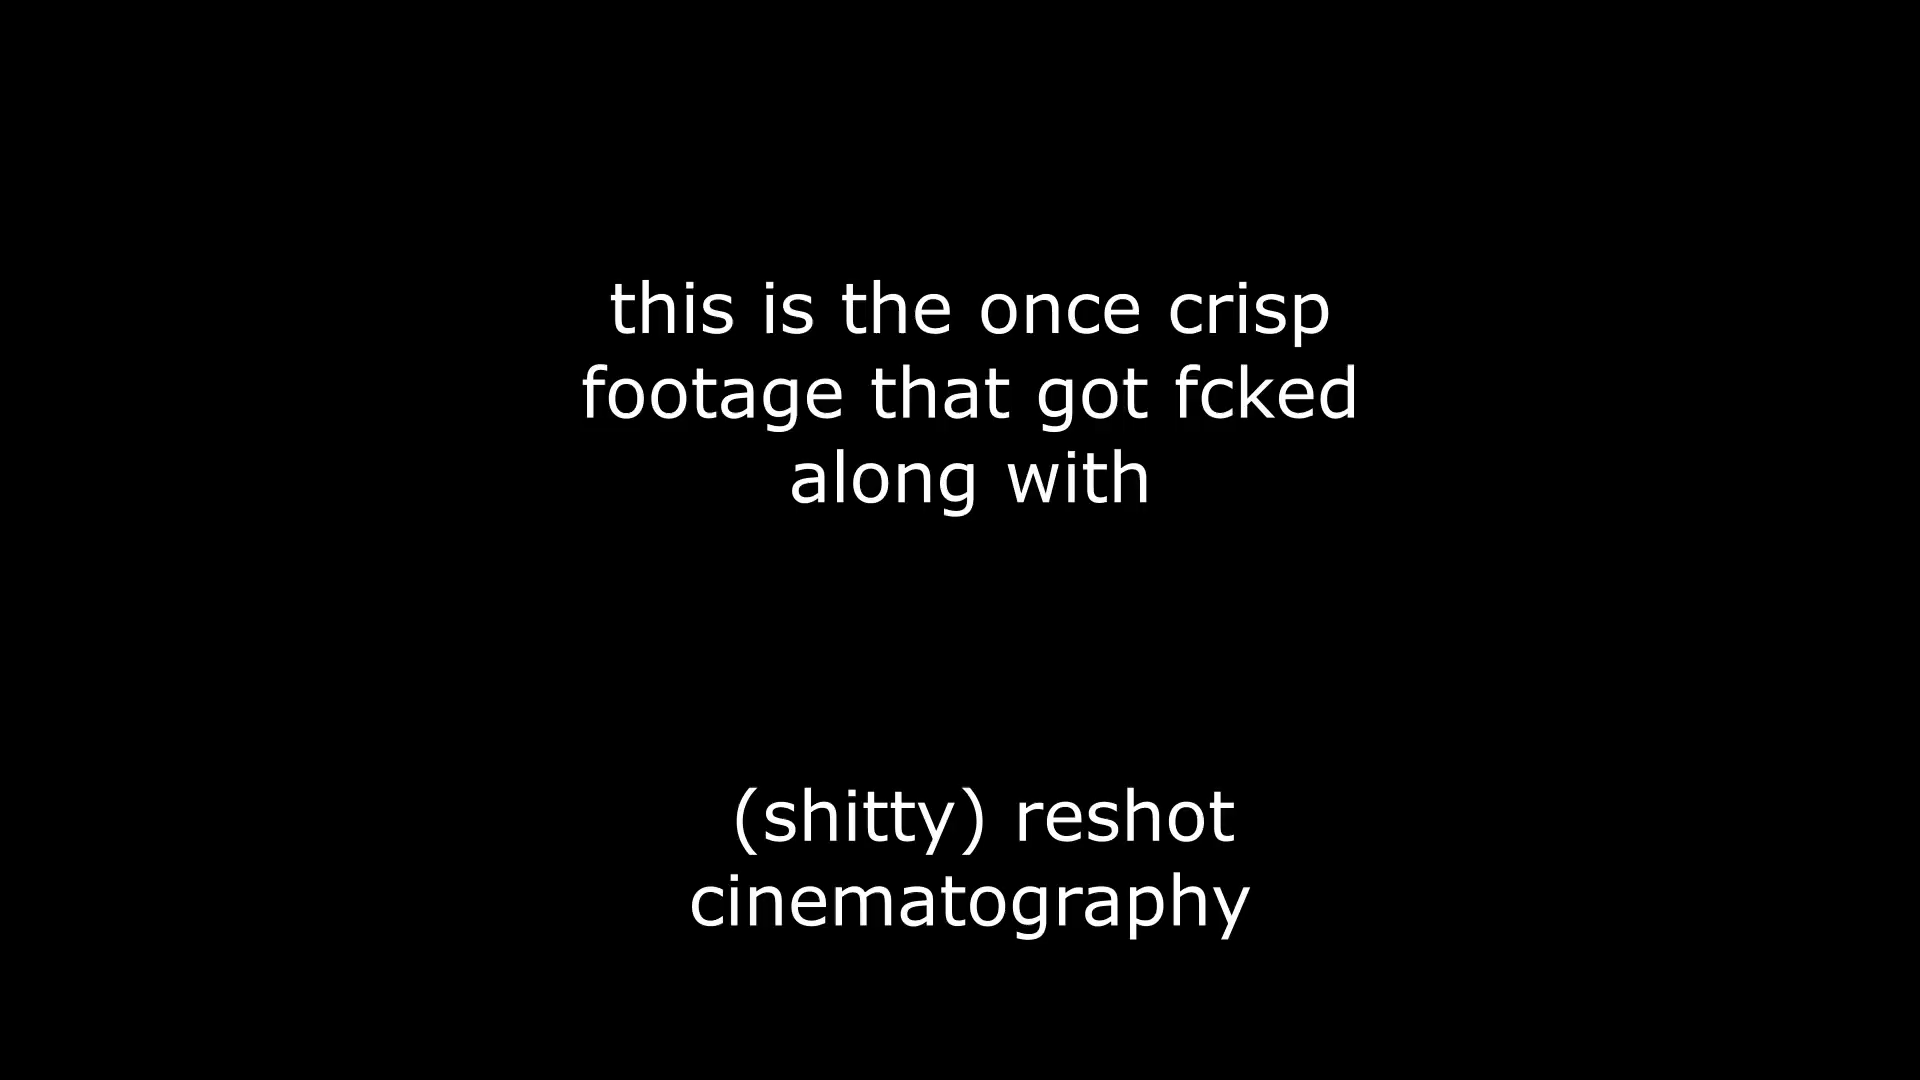 this is the once crisp
footage that got fcked
along with
(shitty) reshot
cinematography